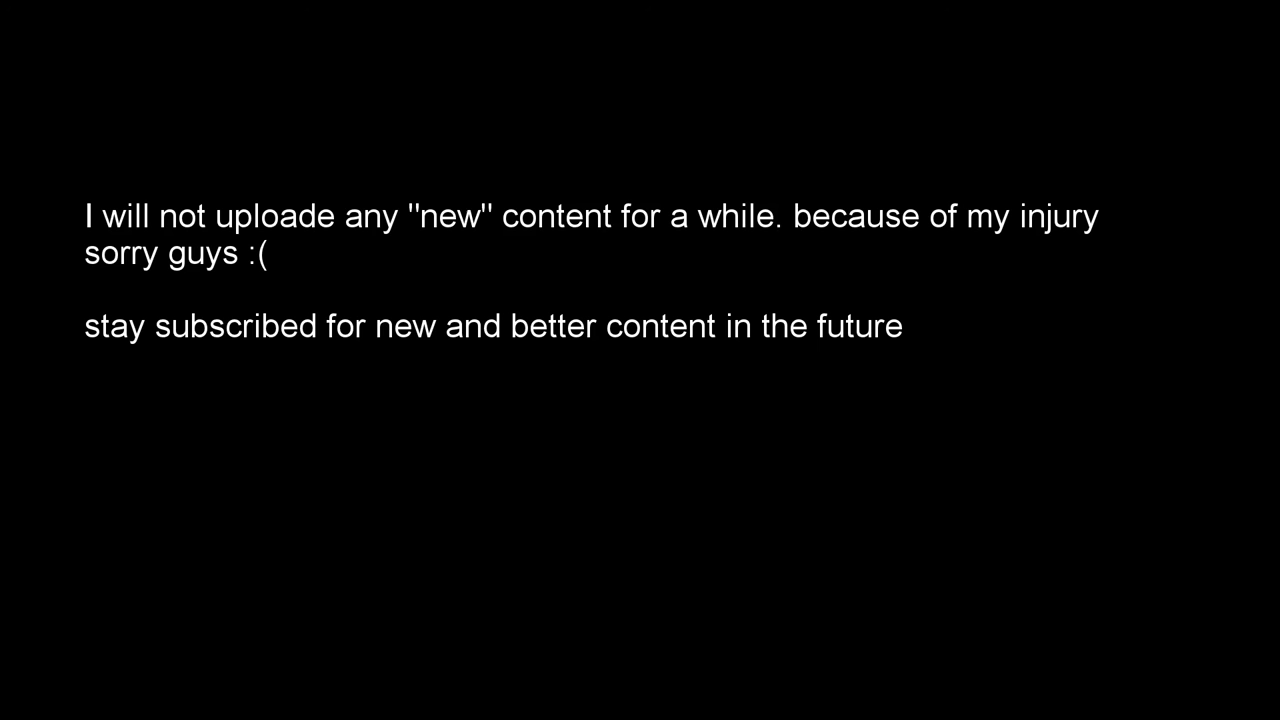 I will not uploade any "new" content for a while. because of my injury
sorry guys :(
stay subscribed for new and better content in the future